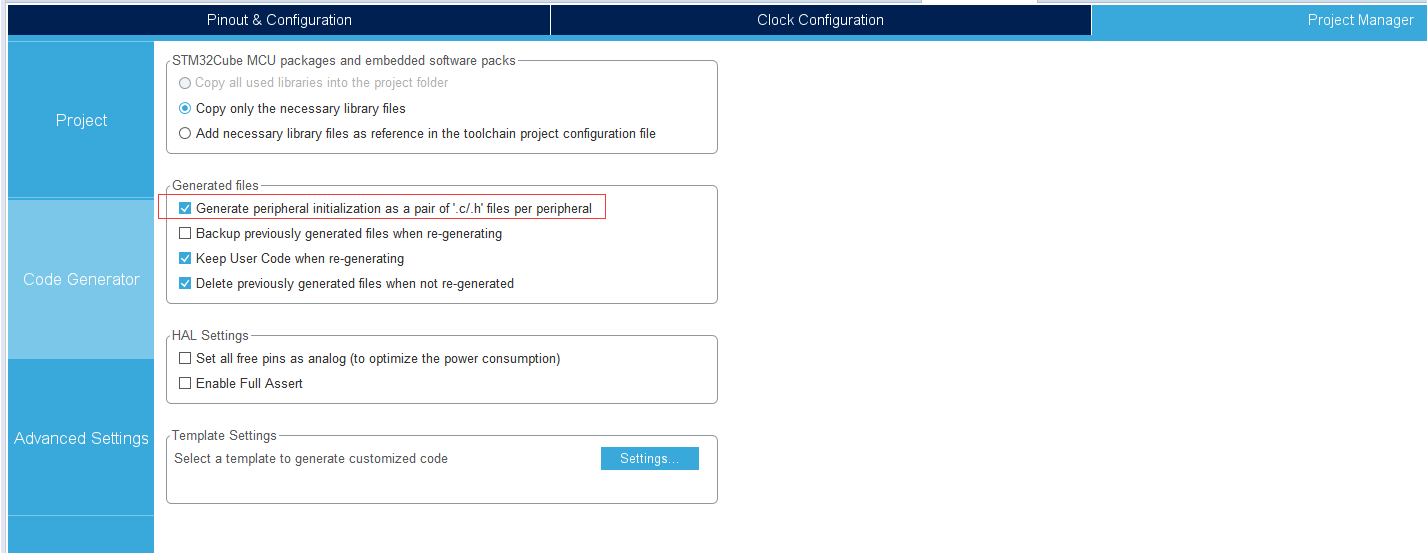 Pinout & Configuration
Clock Configuration
Project Manager
Project
Code Generator
Advanced Settings
STM32Cube MCU packages and embedded software packs
Copy all used libraries into the project folder
Copy only the necessary library files
Add necessary library files as reference in the toolchain project configuration file
Generated files
Generate peripheral initialization as a pair of '.c/.h' files per peripheral
Backup previously generated files when re-generating
Keep User Code when re-generating
Delete previously generated files when not re-generated
HAL Settings
Set all free pins as analog (to optimize the power consumption)
Enable Full Assert
Template Settings
Select a template to generate customized code
Settings...